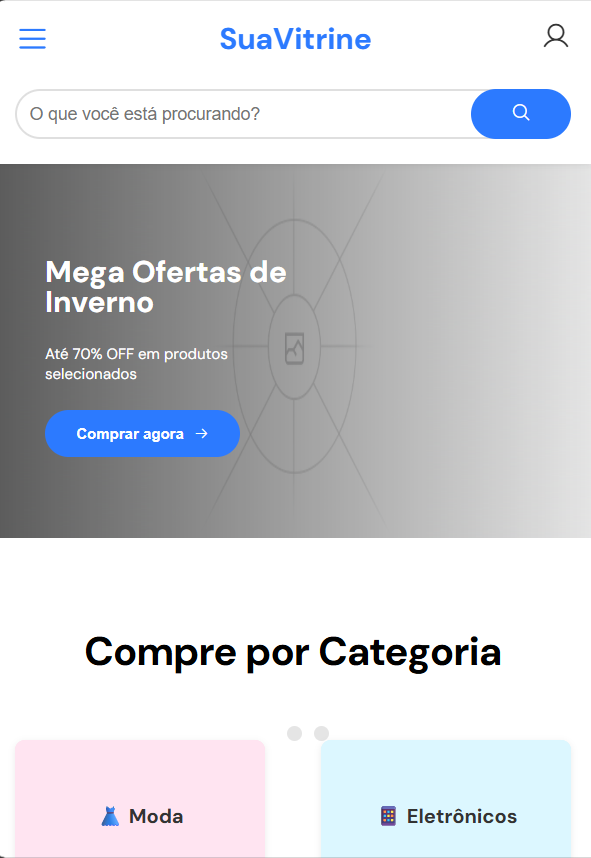 SuaVitrine
O que você está procurando?
Mega Ofertas de
Inverno
Até 70% OFF em produtos
selecionados
Comprar agora →
Compre por Categoria
👗 Moda
Eletrônicos